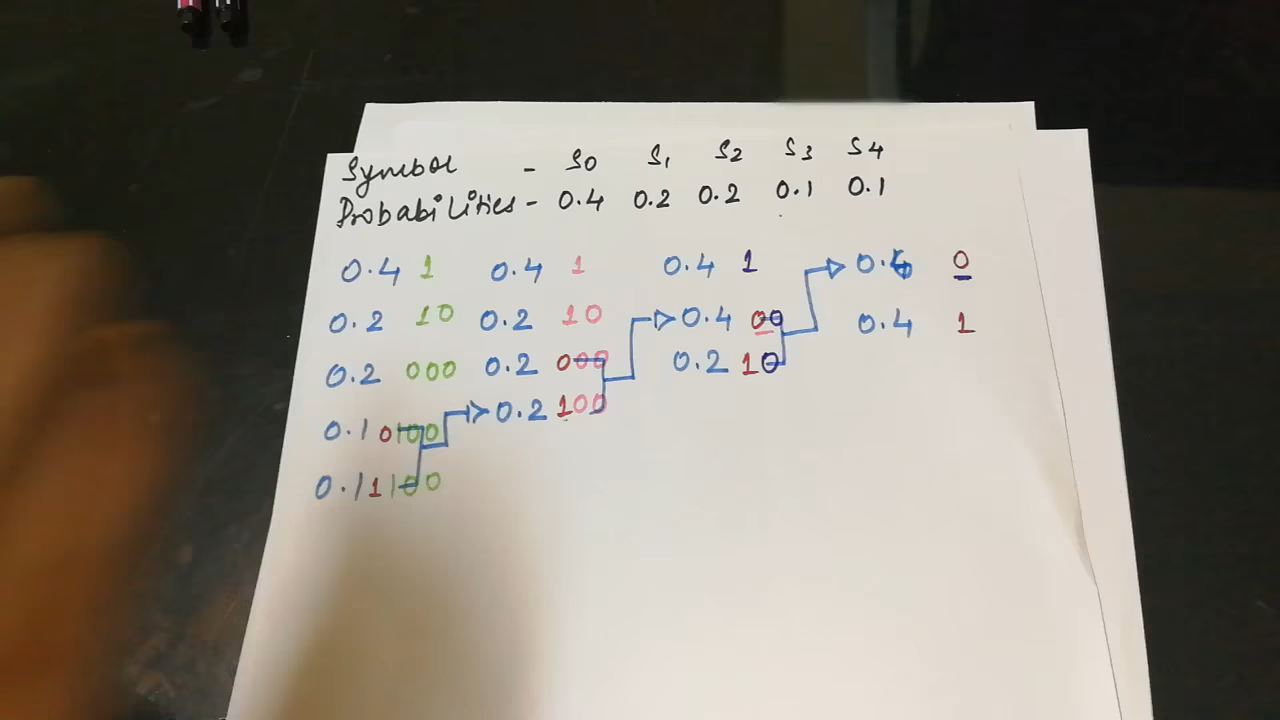 Symbol - S0 S1 S2 S3 S4
Probabilities - 0.4 0.2 0.2 0.1 0.1
0.4 1 0.4 1 0.4 1 0.6 0
0.2 10 0.2 10 0.4 00 0.4 1
0.2 000 0.2 000 0.2 10
0.1 0100 0.2 100
0.1 1100